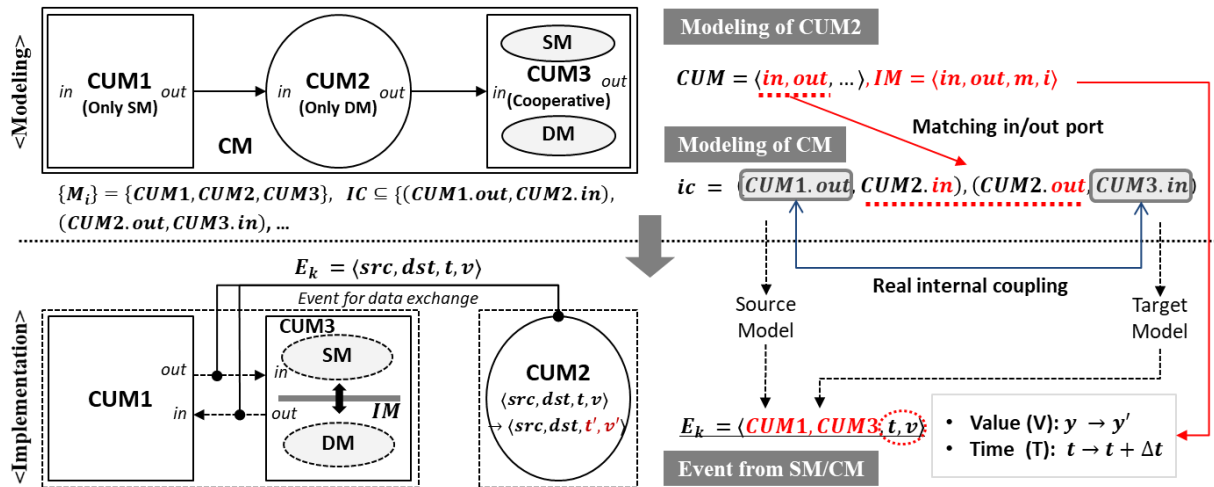 <Modeling>
CUM1
(Only SM)
in
out
CM
CUM2
(Only DM)
in
out
SM
CUM3
(Cooperative)
in
out
DM
{M_i} = {CUM1, CUM2, CUM3}, IC ⊆ {(CUM1.out, CUM2.in),
(CUM2.out, CUM3.in), …
Modeling of CUM2
CUM = ⟨in, out, …⟩, IM = ⟨in, out, m, i⟩
Matching in/out port
Modeling of CM
ic = (CUM1.out, CUM2.in), (CUM2.out, CUM3.in)
Real internal coupling
Source
Model
Target
Model
<Implementation>
E_k = ⟨src, dst, t, v⟩
Event for data exchange
CUM1
out
in
CUM3
SM
in
out
IM
DM
CUM2
⟨src, dst, t, v⟩
→ ⟨src, dst, t′, v′⟩
E_k = ⟨CUM1, CUM3, t, v⟩
Event from SM/CM
• Value (V): y → y′
• Time (T): t → t + Δt